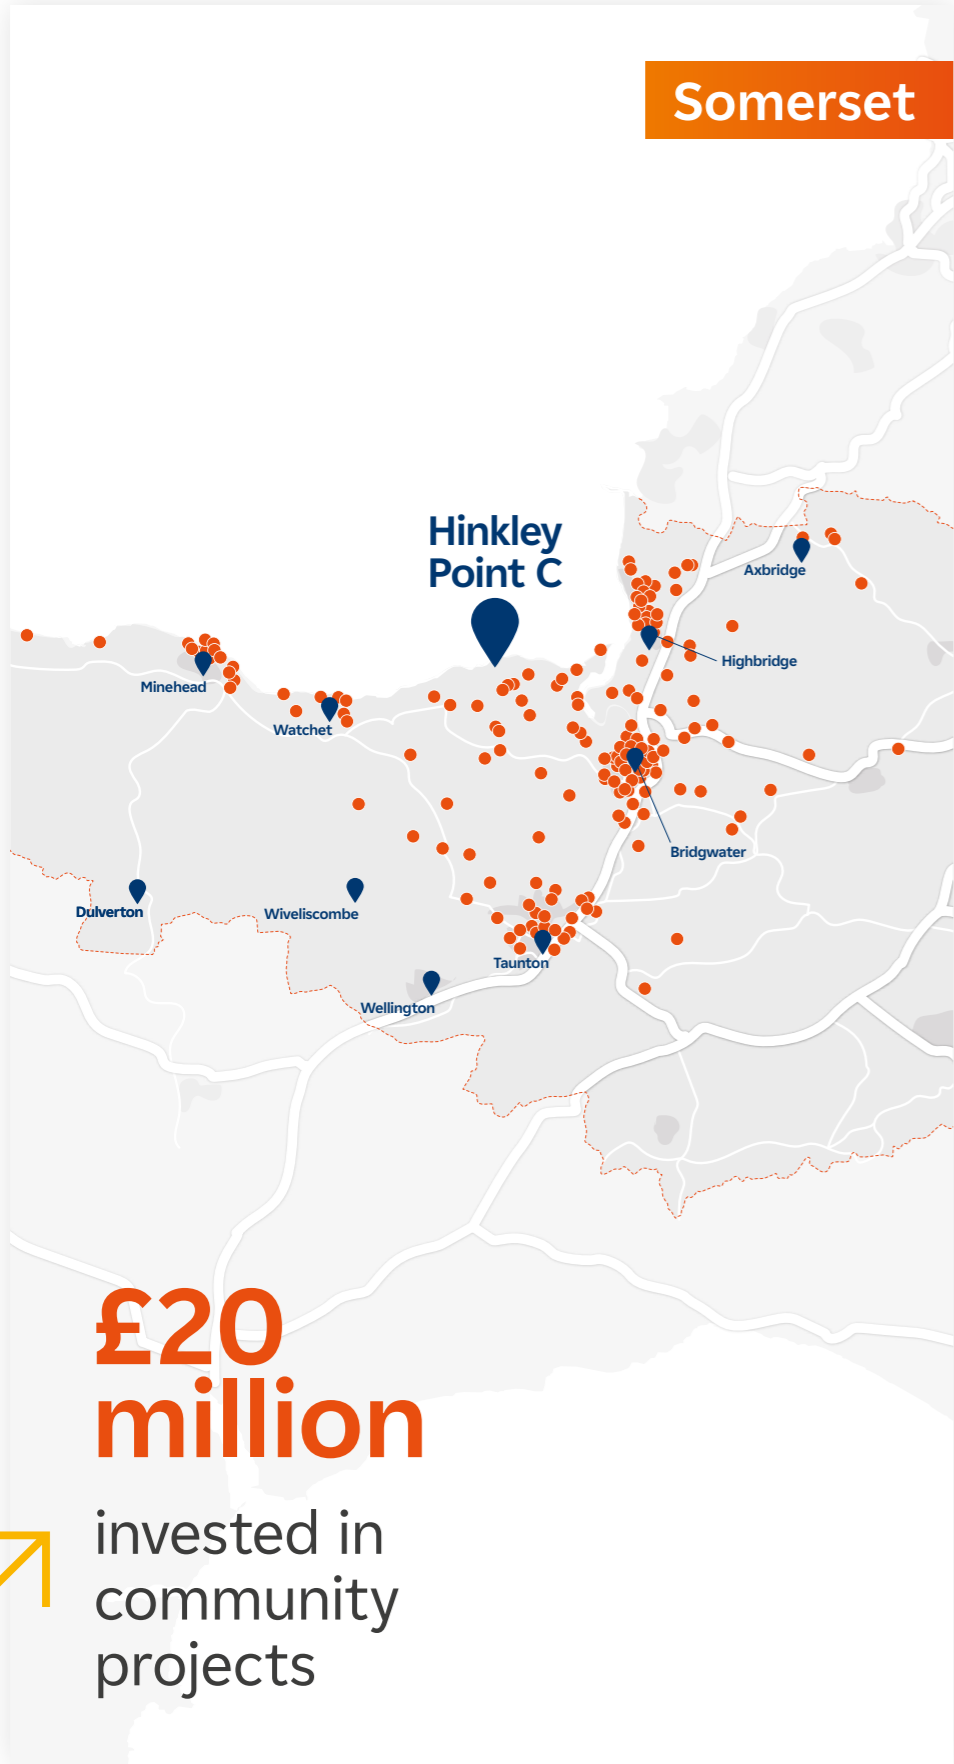 Somerset
Hinkley
Point C
Axbridge
Highbridge
Minehead
Watchet
Bridgwater
Dulverton
Wiveliscombe
Taunton
Wellington
£20
million
invested in
community
projects